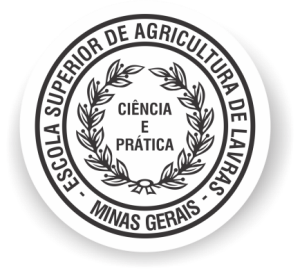 ESCOLA SUPERIOR DE AGRICULTURA DE LAVRAS
CIÊNCIA
E
PRÁTICA
- MINAS GERAIS -